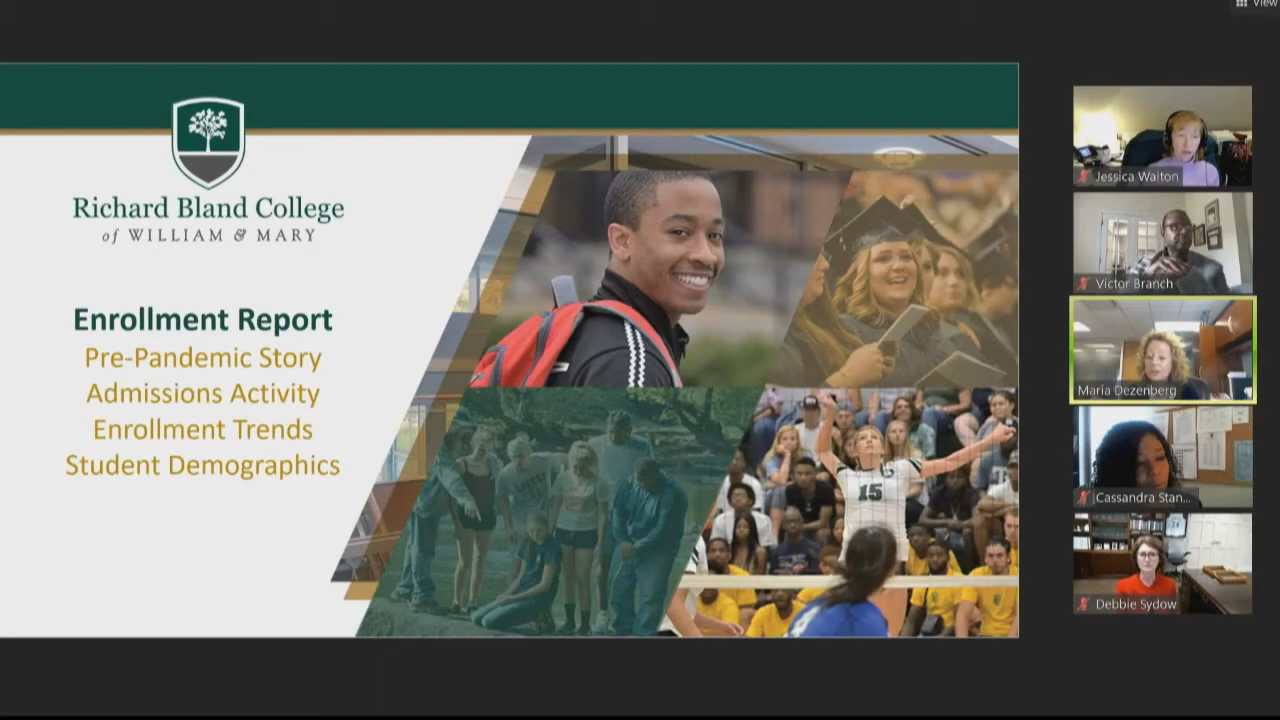 View
Richard Bland College
of WILLIAM & MARY
Enrollment Report
Pre-Pandemic Story
Admissions Activity
Enrollment Trends
Student Demographics
15
Jessica Walton
Victor Branch
Maria Dezenberg
Cassandra Stan...
Debbie Sydow